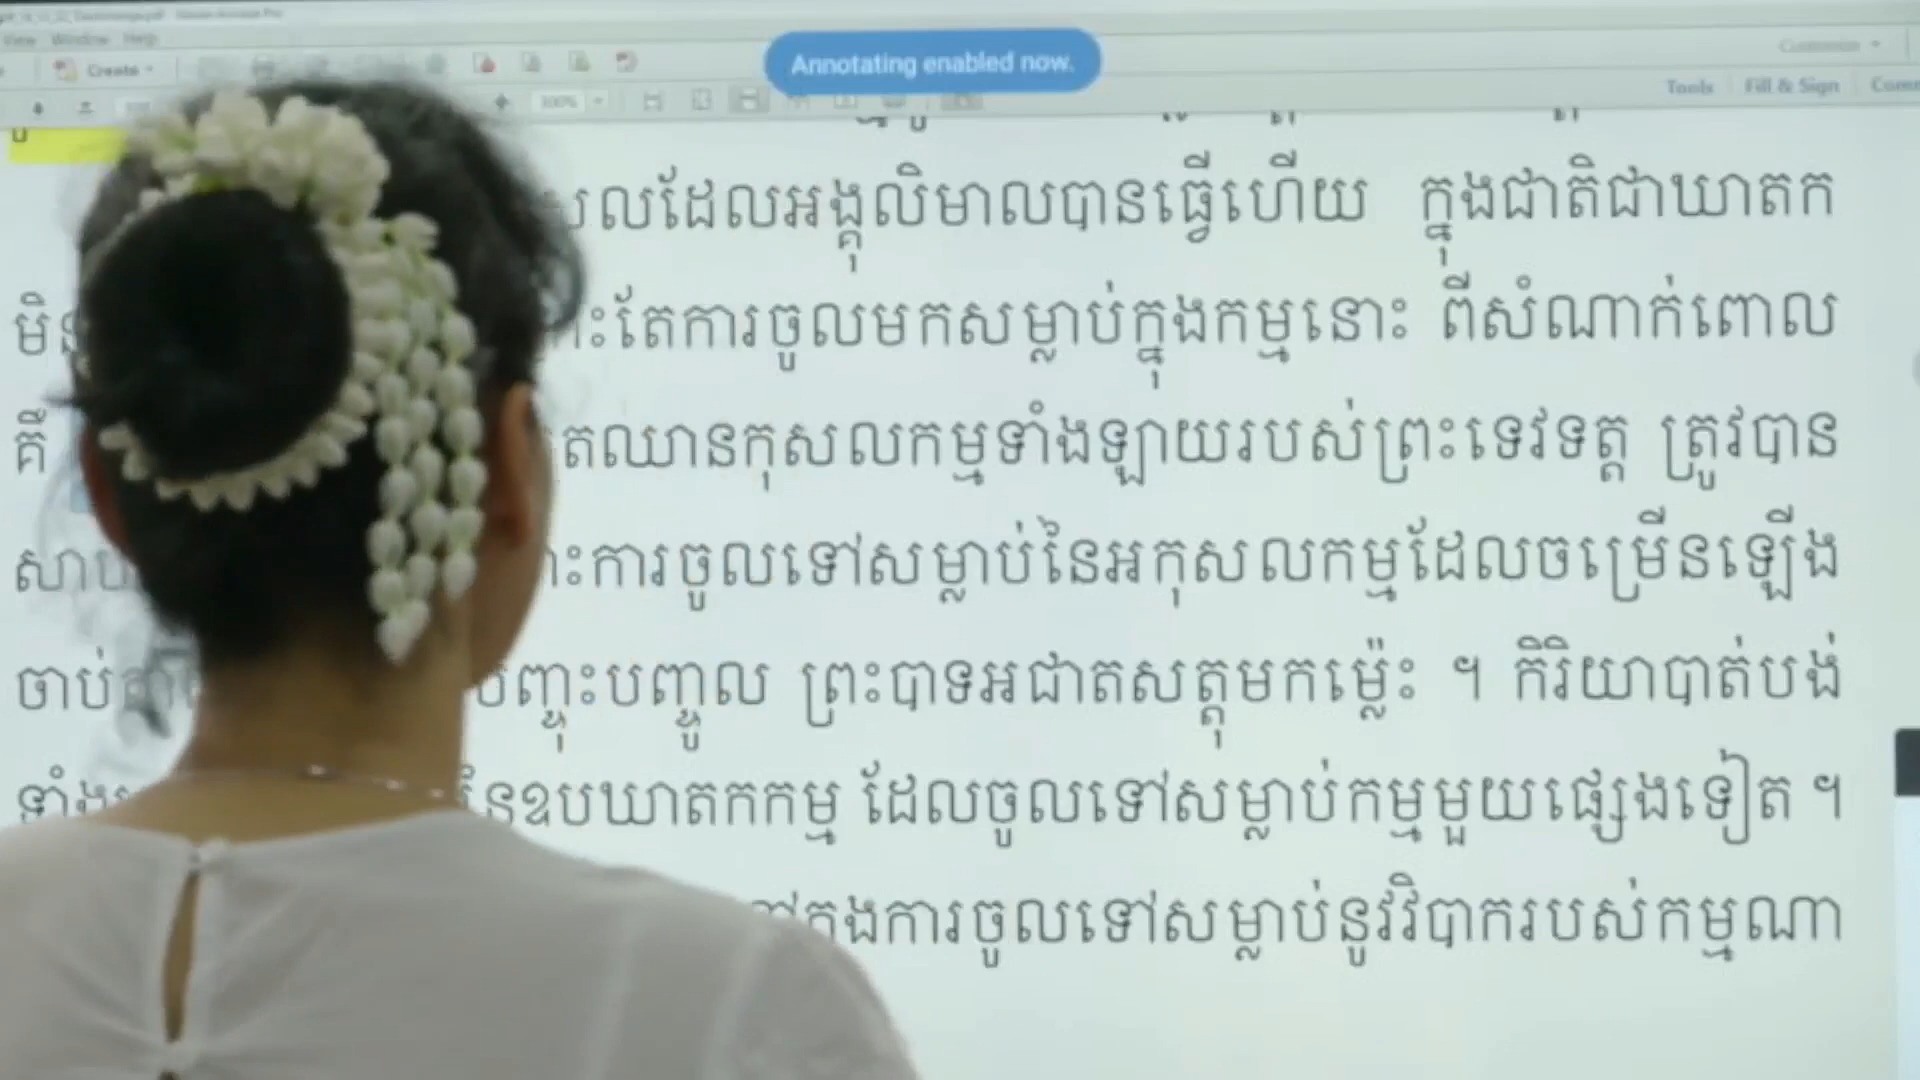 View Window Help
Annotating enabled now.
Create
Customize
300%
Tools Fill & Sign
ដែលអង្គុលិមាលបានធ្វើហើយ ក្នុងជាតិជាឃាតក
តែការចូលមកសម្លាប់ក្នុងកម្មនោះ ពីសំណាក់ពោល
គឺ ឈានកុសលកម្មទាំងឡាយរបស់ព្រះទេវទត្ត ត្រូវបាន
ការចូលទៅសម្លាប់នៃអកុសលកម្មដែលចម្រើនឡើង
ចាប់ បញ្ចុះបញ្ចូល ព្រះបាទអជាតសត្តុមកម៉្លេះ ។ កិរិយាបាត់បង់
នៃឧបឃាតកកម្ម ដែលចូលទៅសម្លាប់កម្មមួយផ្សេងទៀត ។
ការចូលទៅសម្លាប់នូវវិបាករបស់កម្មណា